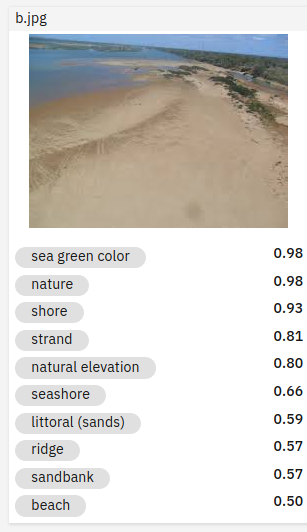 b.jpg
sea green color 0.98
nature 0.98
shore 0.93
strand 0.81
natural elevation 0.80
seashore 0.66
littoral (sands) 0.59
ridge 0.57
sandbank 0.57
beach 0.50